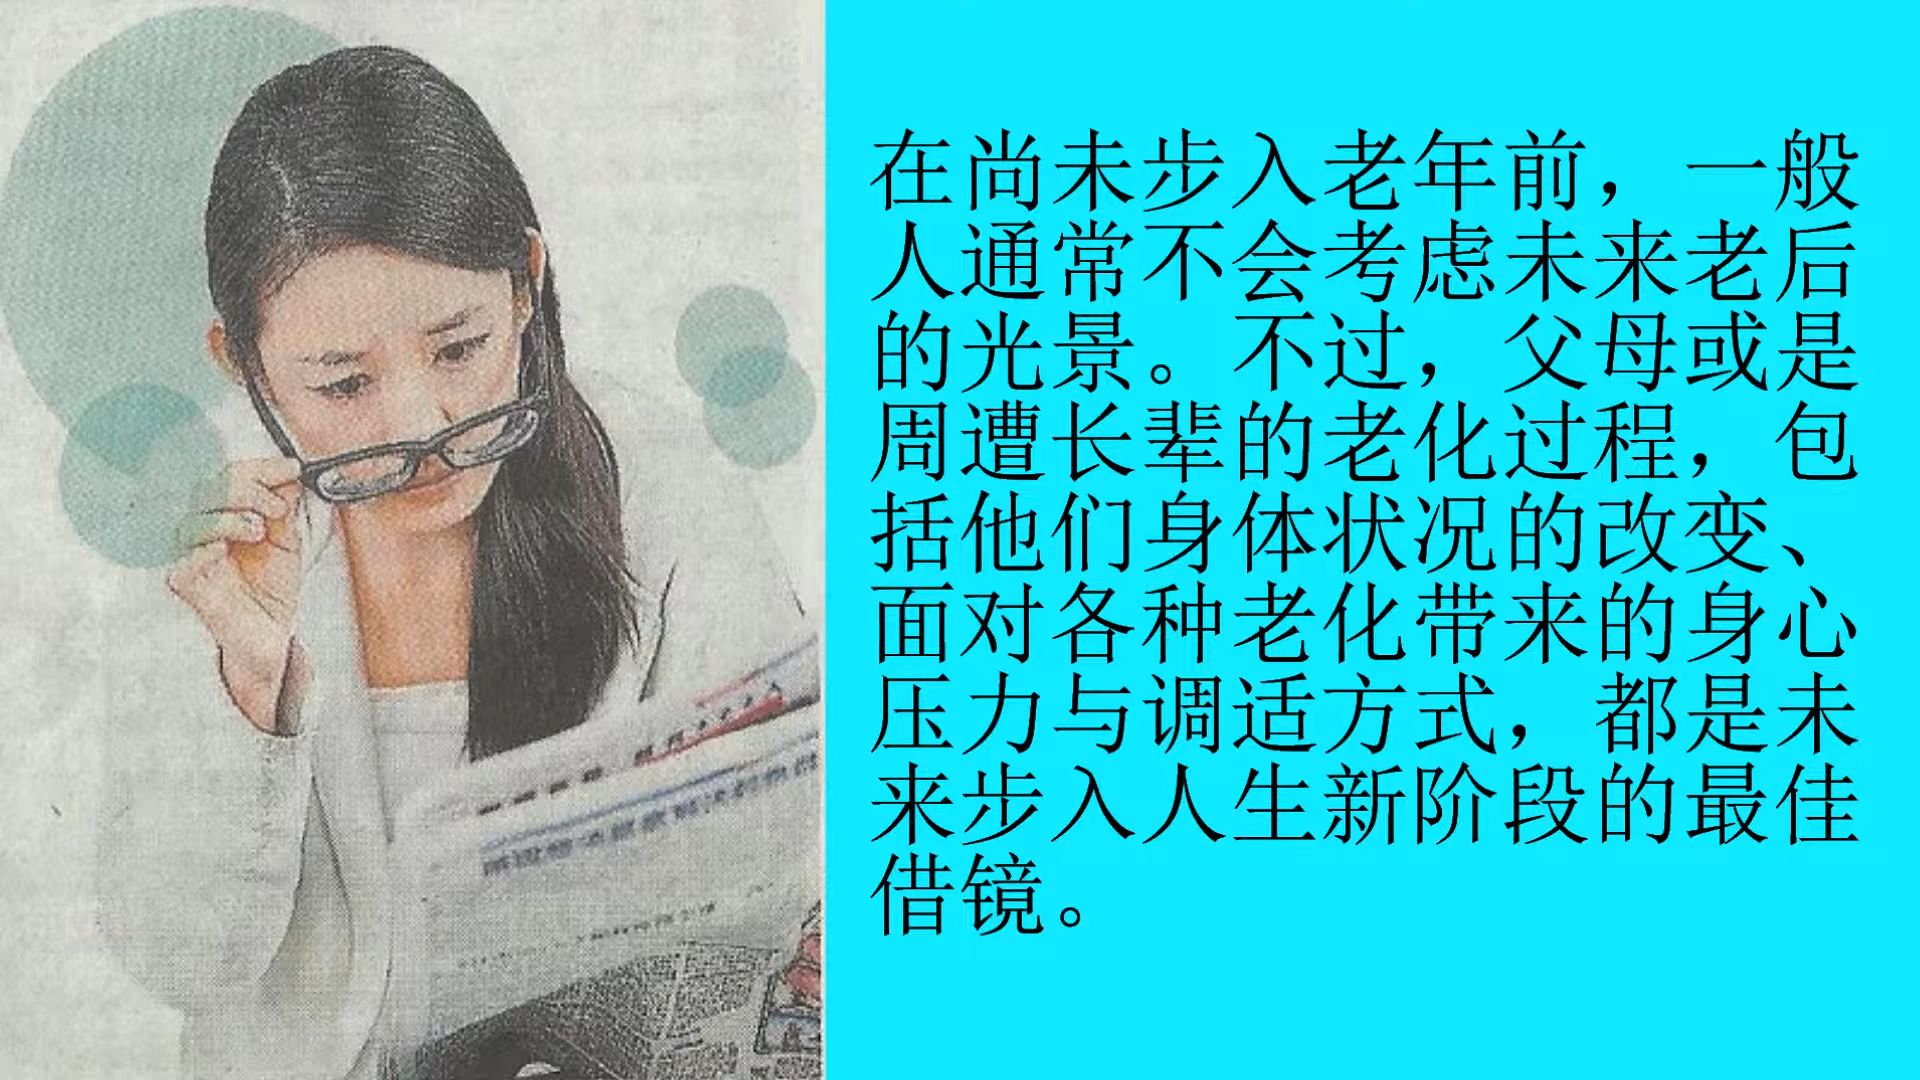 在尚未步入老年前，一般
人通常不会考虑未来老后
的光景。不过，父母或是
周遭长辈的老化过程，包
括他们身体状况的改变、
面对各种老化带来的身心
压力与调适方式，都是未
来步入人生新阶段的最佳
借镜。